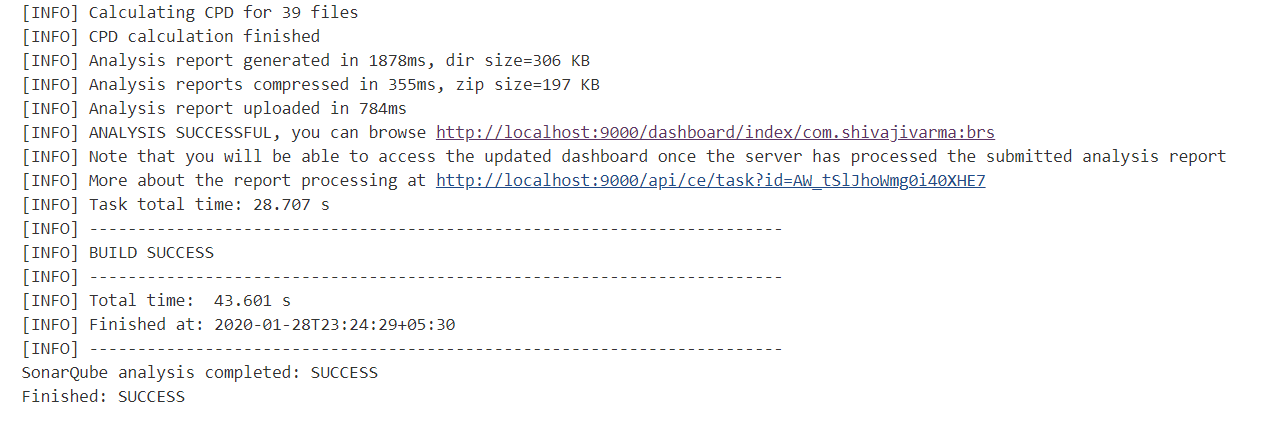 [INFO] Calculating CPD for 39 files
[INFO] CPD calculation finished
[INFO] Analysis report generated in 1878ms, dir size=306 KB
[INFO] Analysis reports compressed in 355ms, zip size=197 KB
[INFO] Analysis report uploaded in 784ms
[INFO] ANALYSIS SUCCESSFUL, you can browse http://localhost:9000/dashboard/index/com.shivajivarma:brs
[INFO] Note that you will be able to access the updated dashboard once the server has processed the submitted analysis report
[INFO] More about the report processing at http://localhost:9000/api/ce/task?id=AW_tSlJhoWmg0i40XHE7
[INFO] Task total time: 28.707 s
[INFO] ------------------------------------------------------------------------
[INFO] BUILD SUCCESS
[INFO] ------------------------------------------------------------------------
[INFO] Total time:  43.601 s
[INFO] Finished at: 2020-01-28T23:24:29+05:30
[INFO] ------------------------------------------------------------------------
SonarQube analysis completed: SUCCESS
Finished: SUCCESS